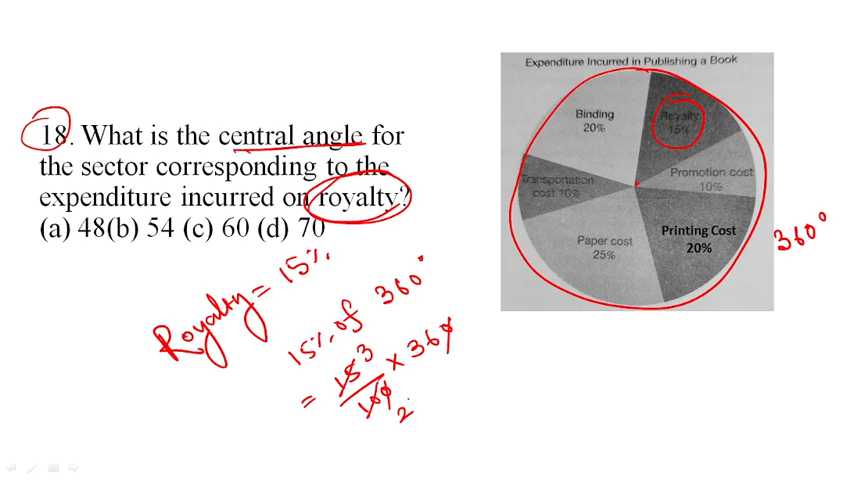 18. What is the central angle for
the sector corresponding to the
expenditure incurred on royalty?
(a) 48(b) 54 (c) 60 (d) 70
Royalty = 15%
15% of 360°
= 15 3 / 100 2 × 360
Expenditure Incurred in Publishing a Book
Binding
20%
Royalty
15%
Promotion cost
10%
Transportation
cost 10%
Printing Cost
20%
Paper cost
25%
360°